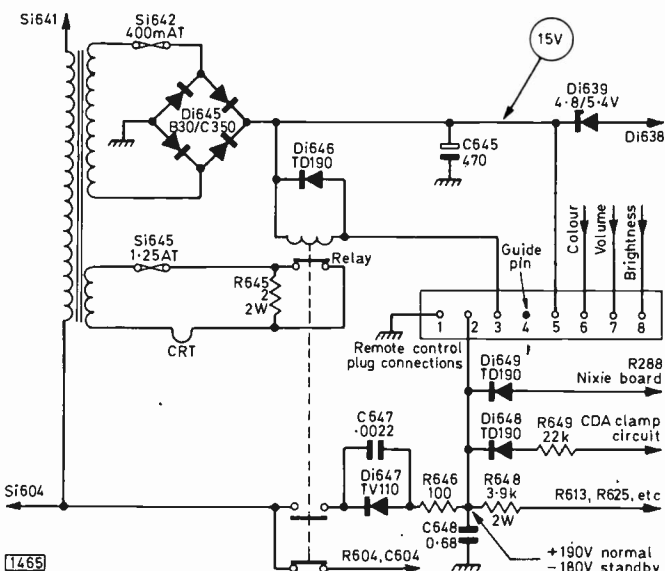 Si641
Si642
400mAT
15V
Di645
B30/C350
Di639
4·8/5·4V
Di638
C645
470
Di646
TD190
Colour
Volume
Brightness
Si645
1·25AT
Relay
Guide
pin
R645
2
2W
CRT
1 2 3 4 5 6 7 8
Remote control
plug connections
Di649
TD190
R288
Nixie board
Di648
TD190
R649
22k
CDA clamp
circuit
C647
·0022
Di647
TV110
R646
100
R648
3·9k
2W
R613, R625, etc
Si604
C648
0·68
R604, C604
+190V normal
−180V standby
1465